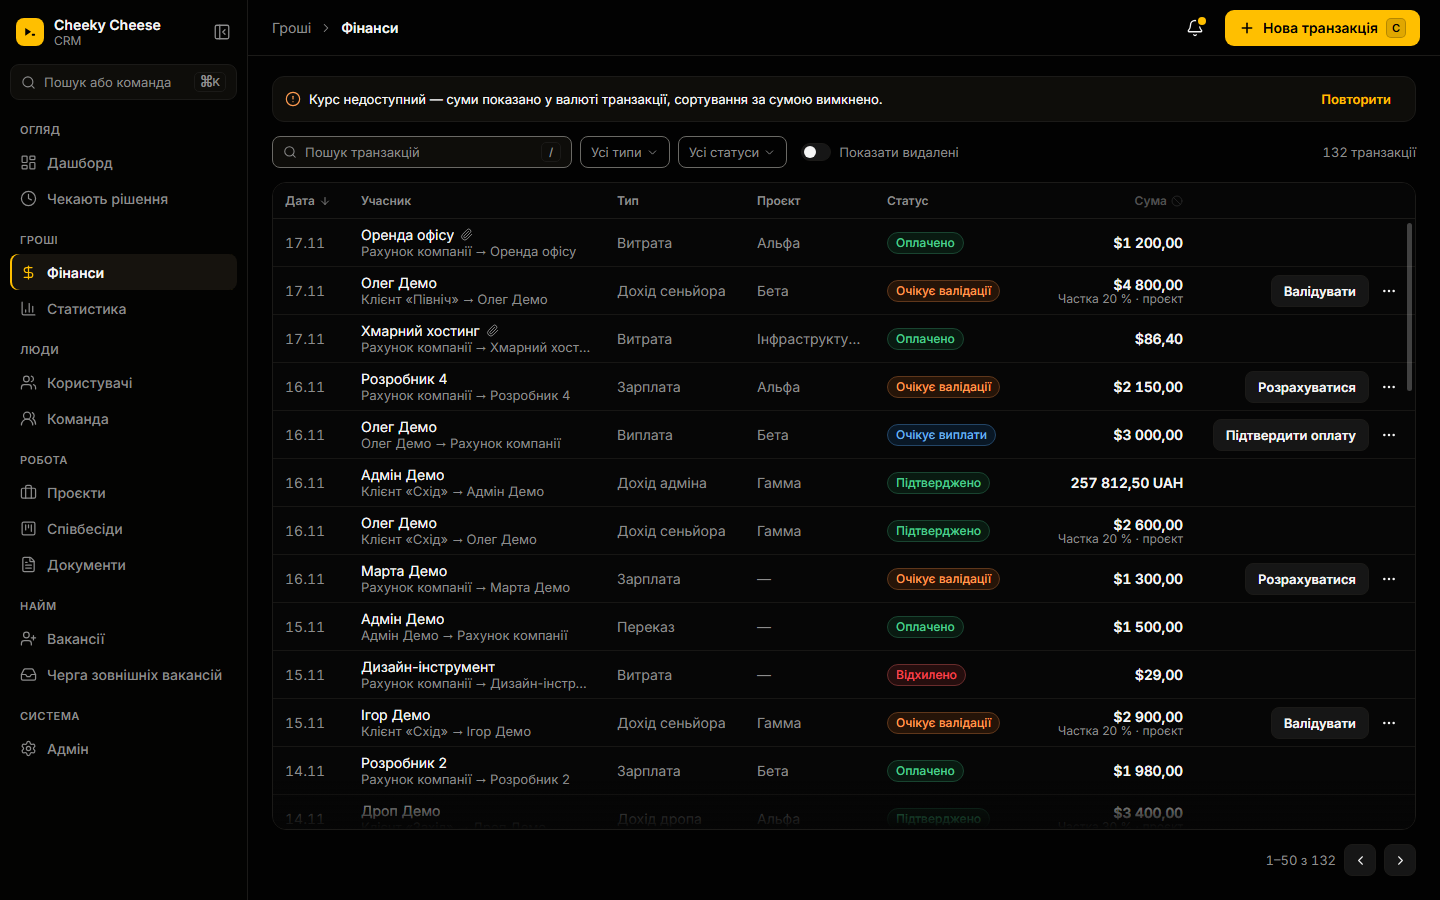 Cheeky Cheese
CRM
Пошук або команда ⌘K
ОГЛЯД
Дашборд
Чекають рішення
ГРОШІ
Фінанси
Статистика
ЛЮДИ
Користувачі
Команда
РОБОТА
Проєкти
Співбесіди
Документи
НАЙМ
Вакансії
Черга зовнішніх вакансій
СИСТЕМА
Адмін
Гроші > Фінанси
+ Нова транзакція C
Курс недоступний — суми показано у валюті транзакції, сортування за сумою вимкнено. Повторити
Пошук транзакцій / Усі типи Усі статуси Показати видалені 132 транзакції
Дата ↓ Учасник Тип Проєкт Статус Сума
17.11 Оренда офісу Витрата Альфа Оплачено $1 200,00
Рахунок компанії → Оренда офісу
17.11 Олег Демо Дохід сеньйора Бета Очікує валідації $4 800,00 Валідувати ...
Клієнт «Північ» → Олег Демо Частка 20 % · проєкт
17.11 Хмарний хостинг Витрата Інфраструкту... Оплачено $86,40
Рахунок компанії → Хмарний хост...
16.11 Розробник 4 Зарплата Альфа Очікує валідації $2 150,00 Розрахуватися ...
Рахунок компанії → Розробник 4
16.11 Олег Демо Виплата Бета Очікує виплати $3 000,00 Підтвердити оплату ...
Олег Демо → Рахунок компанії
16.11 Адмін Демо Дохід адміна Гамма Підтверджено 257 812,50 UAH
Клієнт «Схід» → Адмін Демо
16.11 Олег Демо Дохід сеньйора Гамма Підтверджено $2 600,00
Клієнт «Схід» → Олег Демо Частка 20 % · проєкт
16.11 Марта Демо Зарплата — Очікує валідації $1 300,00 Розрахуватися ...
Рахунок компанії → Марта Демо
15.11 Адмін Демо Переказ — Оплачено $1 500,00
Адмін Демо → Рахунок компанії
15.11 Дизайн-інструмент Витрата — Відхилено $29,00
Рахунок компанії → Дизайн-інстр...
15.11 Ігор Демо Дохід сеньйора Гамма Очікує валідації $2 900,00 Валідувати ...
Клієнт «Схід» → Ігор Демо Частка 20 % · проєкт
14.11 Розробник 2 Зарплата Бета Оплачено $1 980,00
Рахунок компанії → Розробник 2
14.11 Дроп Демо Дохід дропа Альфа Підтверджено $3 400,00
1–50 з 132